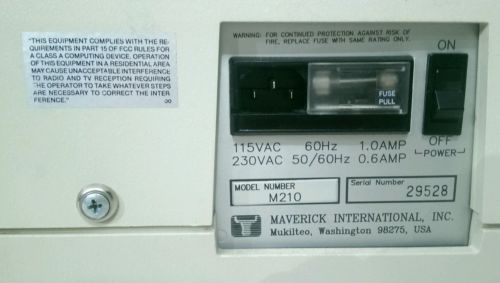 "THIS EQUIPMENT COMPLIES WITH THE RE-
QUIREMENTS IN PART 15 OF FCC RULES FOR
A CLASS A COMPUTING DEVICE. OPERATION
OF THIS EQUIPMENT IN A RESIDENTIAL AREA
MAY CAUSE UNACCEPTABLE INTERFERENCE
TO RADIO AND TV RECEPTION REQUIRING
THE OPERATOR TO TAKE WHATEVER STEPS
ARE NECESSARY TO CORRECT THE INTER-
FERENCE."
WARNING: FOR CONTINUED PROTECTION AGAINST RISK OF
FIRE, REPLACE FUSE WITH SAME RATING ONLY.
ON
FUSE
PULL
OFF
POWER
115VAC 60Hz 1.0AMP
230VAC 50/60Hz 0.6AMP
MODEL NUMBER
M210
Serial Number
29528
MAVERICK INTERNATIONAL, INC.
Mukilteo, Washington 98275, USA